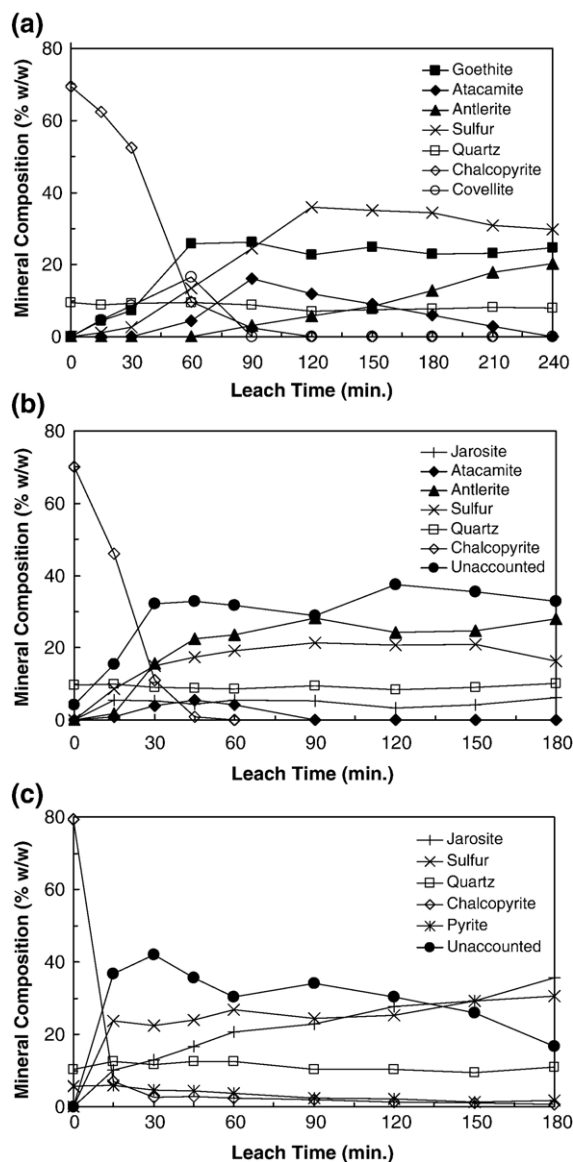 (a)
80
60
40
20
0
Mineral Composition (% w/w)
Goethite
Atacamite
Antlerite
Sulfur
Quartz
Chalcopyrite
Covellite
0 30 60 90 120 150 180 210 240
Leach Time (min.)
(b)
80
60
40
20
0
Mineral Composition (% w/w)
Jarosite
Atacamite
Antlerite
Sulfur
Quartz
Chalcopyrite
Unaccounted
0 30 60 90 120 150 180
Leach Time (min.)
(c)
80
60
40
20
0
Mineral Composition (% w/w)
Jarosite
Sulfur
Quartz
Chalcopyrite
Pyrite
Unaccounted
0 30 60 90 120 150 180
Leach Time (min.)